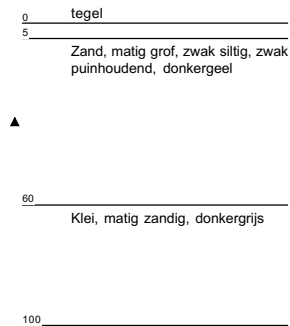 tegel
0
5
Zand, matig grof, zwak siltig, zwak
puinhoudend, donkergeel
60
Klei, matig zandig, donkergrijs
100